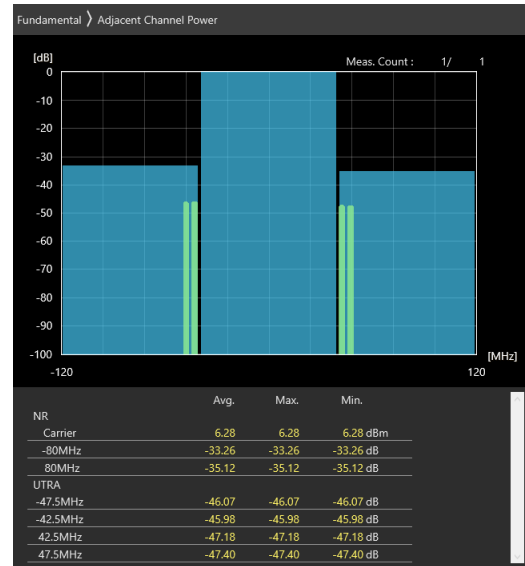 Fundamental 〉 Adjacent Channel Power
[dB]
Meas. Count : 1/ 1
0
-10
-20
-30
-40
-50
-60
-70
-80
-90
-100
[MHz]
-120 120
Avg. Max. Min.
NR
Carrier 6.28 6.28 6.28 dBm
-80MHz -33.26 -33.26 -33.26 dB
80MHz -35.12 -35.12 -35.12 dB
UTRA
-47.5MHz -46.07 -46.07 -46.07 dB
-42.5MHz -45.98 -45.98 -45.98 dB
42.5MHz -47.18 -47.18 -47.18 dB
47.5MHz -47.40 -47.40 -47.40 dB